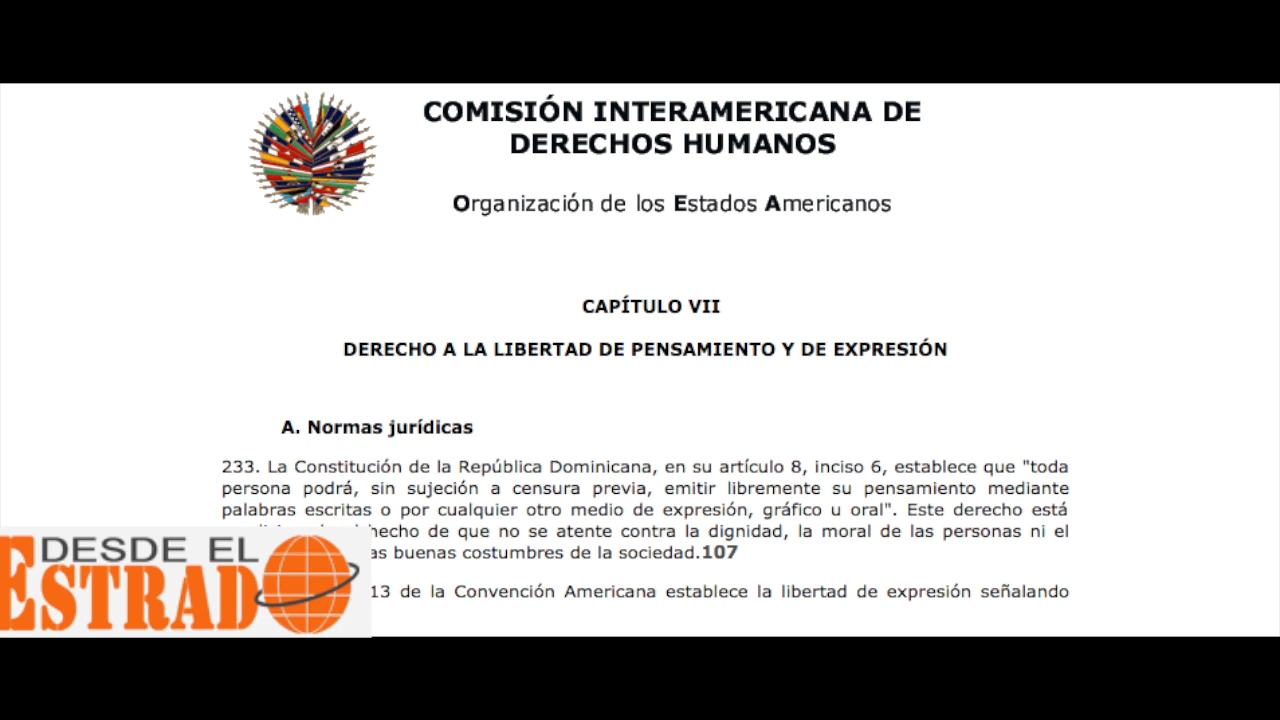 COMISIÓN INTERAMERICANA DE
DERECHOS HUMANOS
Organización de los Estados Americanos
CAPÍTULO VII
DERECHO A LA LIBERTAD DE PENSAMIENTO Y DE EXPRESIÓN
A. Normas jurídicas
233. La Constitución de la República Dominicana, en su artículo 8, inciso 6, establece que "toda
persona podrá, sin sujeción a censura previa, emitir libremente su pensamiento mediante
palabras escritas o por cualquier otro medio de expresión, gráfico u oral". Este derecho está
hecho de que no se atente contra la dignidad, la moral de las personas ni el
buenas costumbres de la sociedad.107
13 de la Convención Americana establece la libertad de expresión señalando
DESDE EL
ESTRADO